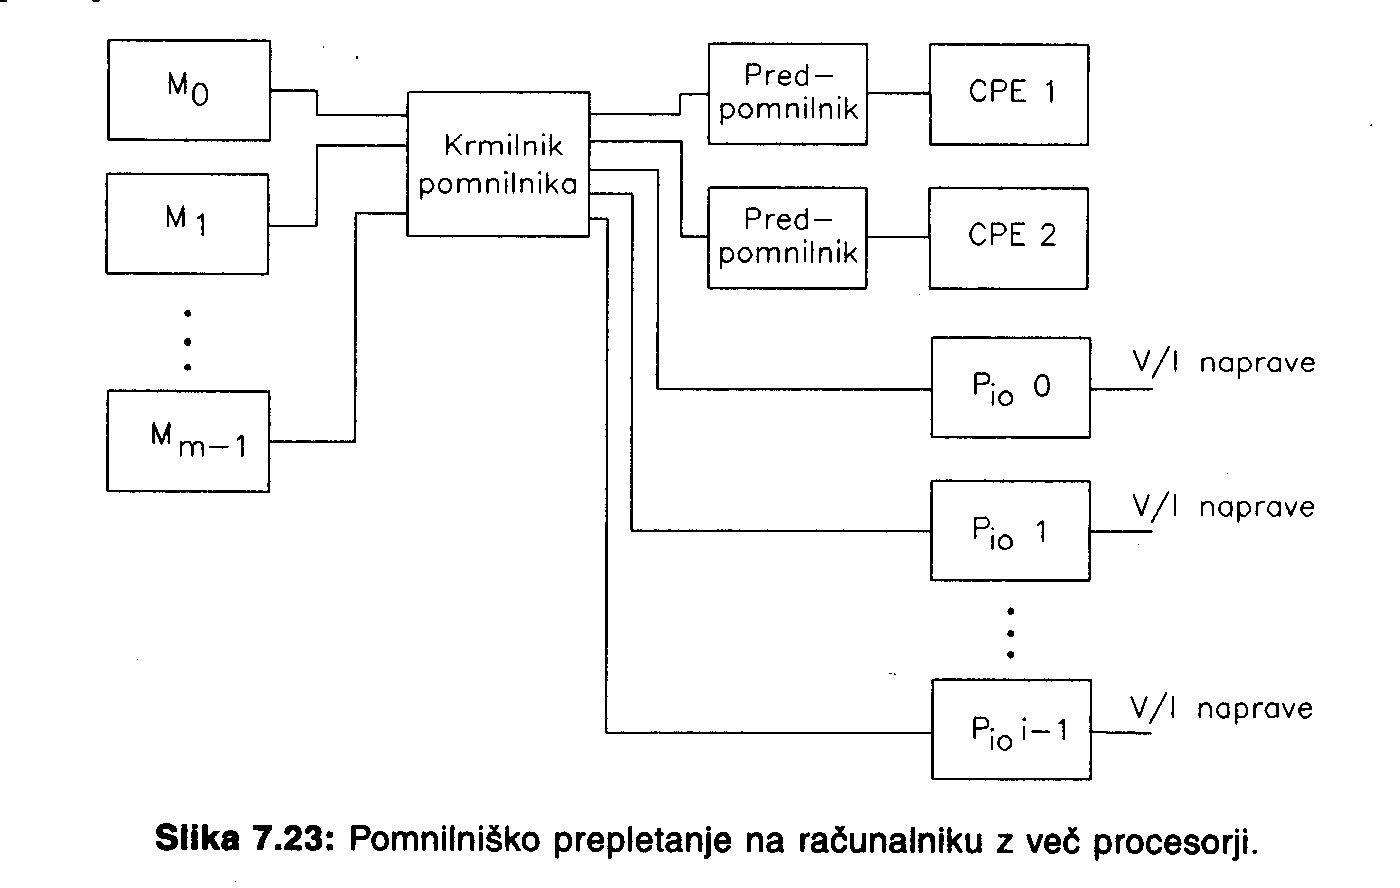 M0
M1
Mm-1
Krmilnik
pomnilnika
Pred-
pomnilnik
CPE 1
Pred-
pomnilnik
CPE 2
Pio 0
V/I naprave
Pio 1
V/I naprave
Pio i-1
V/I naprave
Slika 7.23: Pomnilniško prepletanje na računalniku z več procesorji.